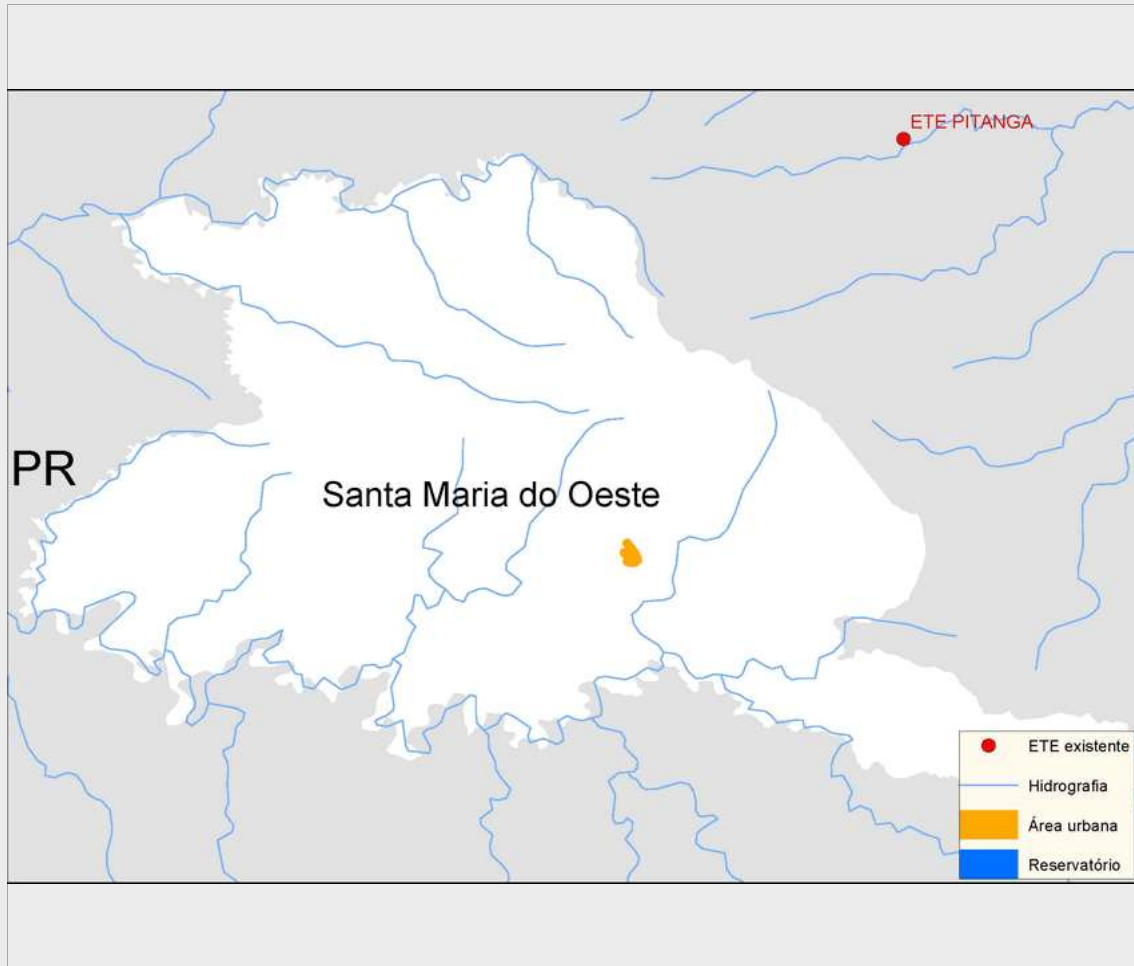 ETE PITANGA
PR
Santa Maria do Oeste
ETE existente
Hidrografia
Área urbana
Reservatório